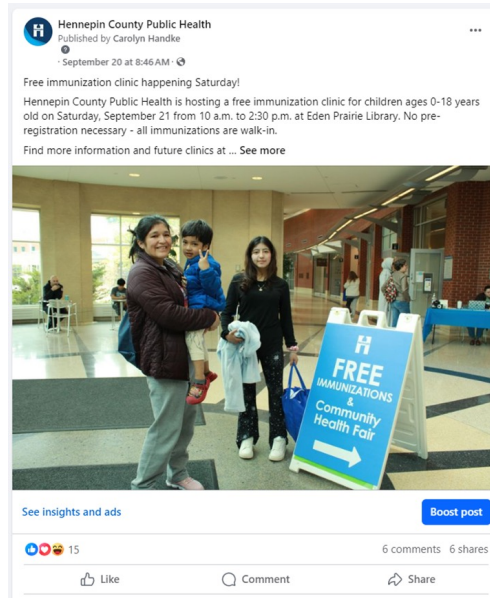 Hennepin County Public Health
Published by Carolyn Handke
· September 20 at 8:46 AM ·
Free immunization clinic happening Saturday!
Hennepin County Public Health is hosting a free immunization clinic for children ages 0-18 years
old on Saturday, September 21 from 10 a.m. to 2:30 p.m. at Eden Prairie Library. No pre-
registration necessary - all immunizations are walk-in.
Find more information and future clinics at ... See more
FREE
IMMUNIZATIONS
&
Community
Health Fair
See insights and ads
Boost post
15
6 comments 6 shares
Like
Comment
Share